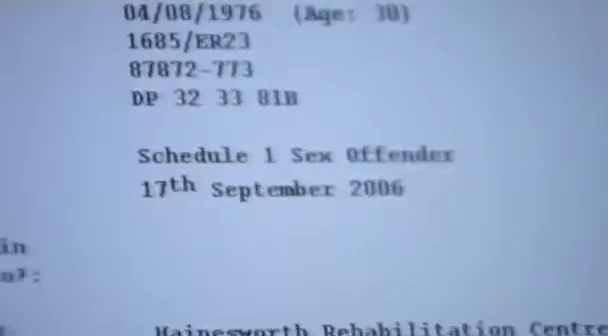 04/08/1976 (Age: 30)
1685/ER23
87872-773
DP 32 33 81B
Schedule 1 Sex Offender
17th September 2006
in
Hainesworth Rehabilitation Centre